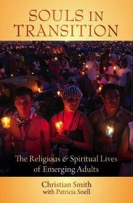 SOULS IN
TRANSITION
The Religious & Spiritual Lives
of Emerging Adults
Christian Smith
with Patricia Snell